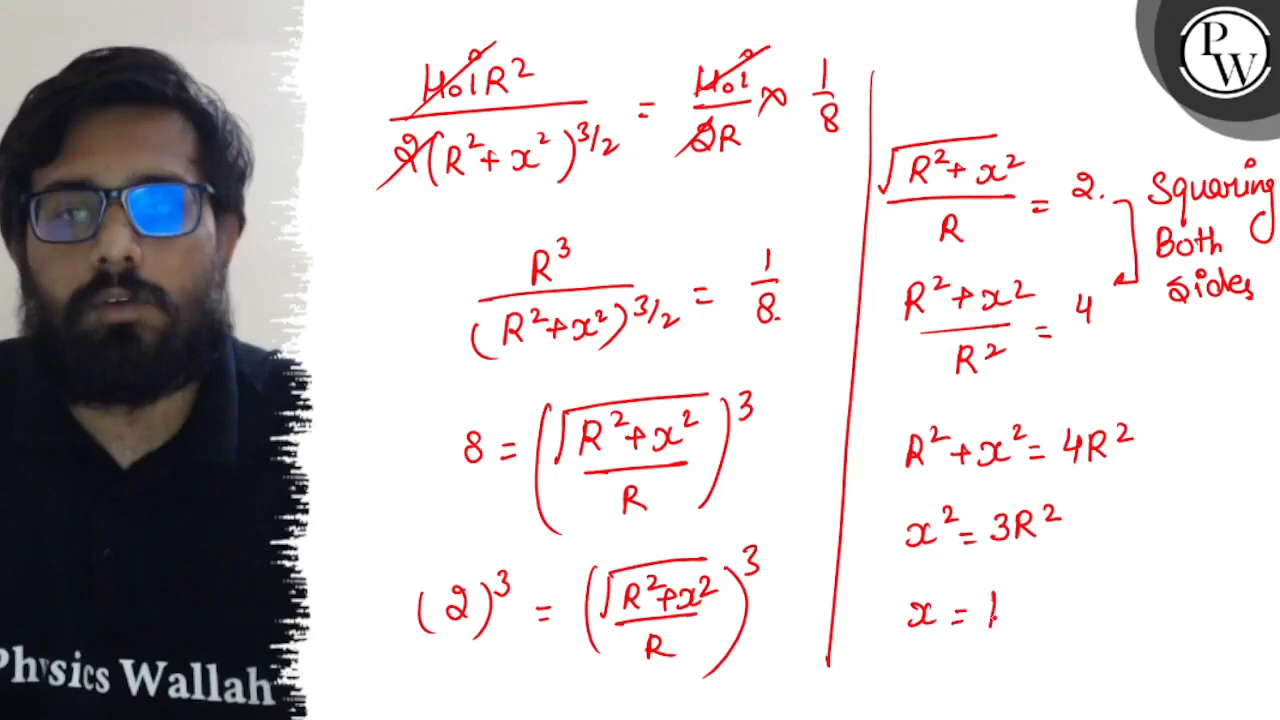 μ₀iR² / 2(R²+x²)^3/2 = μ₀i / 2R × 1/8
R³ / (R²+x²)^3/2 = 1/8.
8 = (√R²+x² / R)³
(2)³ = (√R²+x² / R)³
√R²+x² / R = 2.
Squaring
Both
sides
R²+x² / R² = 4
R²+x² = 4R²
x² = 3R²
x = 1
PW
Physics Wallah